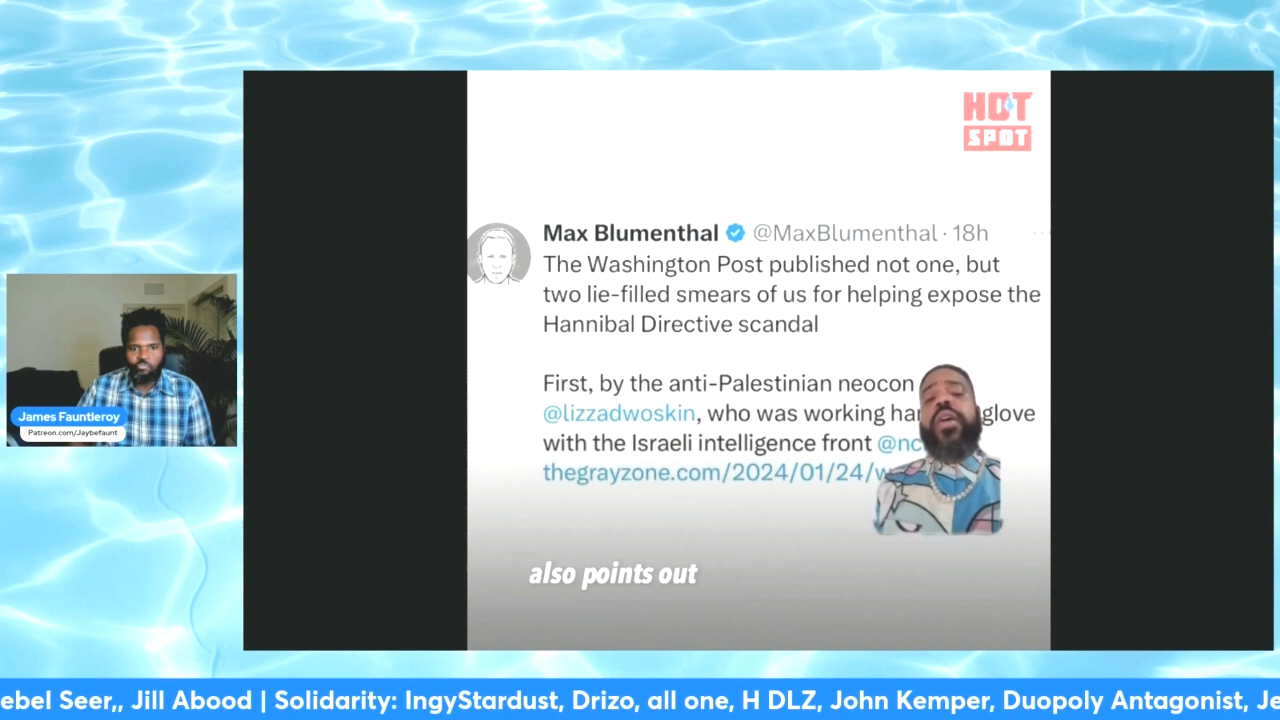 HOT
SPOT
Max Blumenthal @MaxBlumenthal · 18h
The Washington Post published not one, but
two lie-filled smears of us for helping expose the
Hannibal Directive scandal
First, by the anti-Palestinian neocon
@lizzadwoskin, who was working glove
with the Israeli intelligence front
thegrayzone.com/2024/01/24/
also points out
James Fauntleroy
Patreon.com/Jaybefaunt
Seer,, Jill Abood | Solidarity: IngyStardust, Drizo, all one, H DLZ, John Kemper, Duopoly Antagonist,